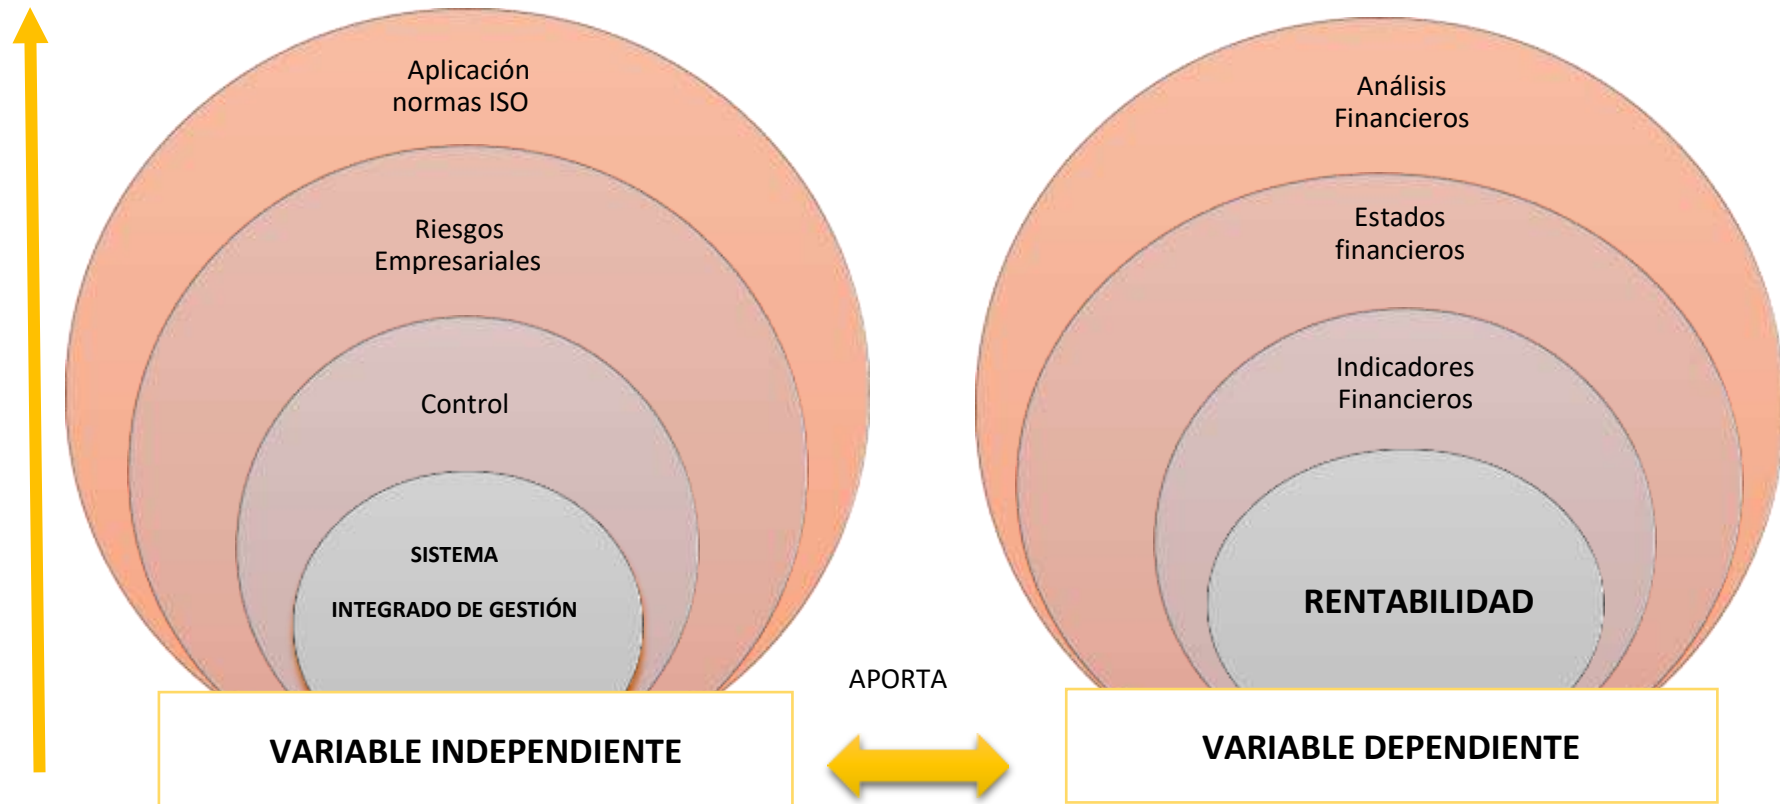 Aplicación
normas ISO
Riesgos
Empresariales
Control
SISTEMA
INTEGRADO DE GESTIÓN
VARIABLE INDEPENDIENTE
APORTA
Análisis
Financieros
Estados
financieros
Indicadores
Financieros
RENTABILIDAD
VARIABLE DEPENDIENTE